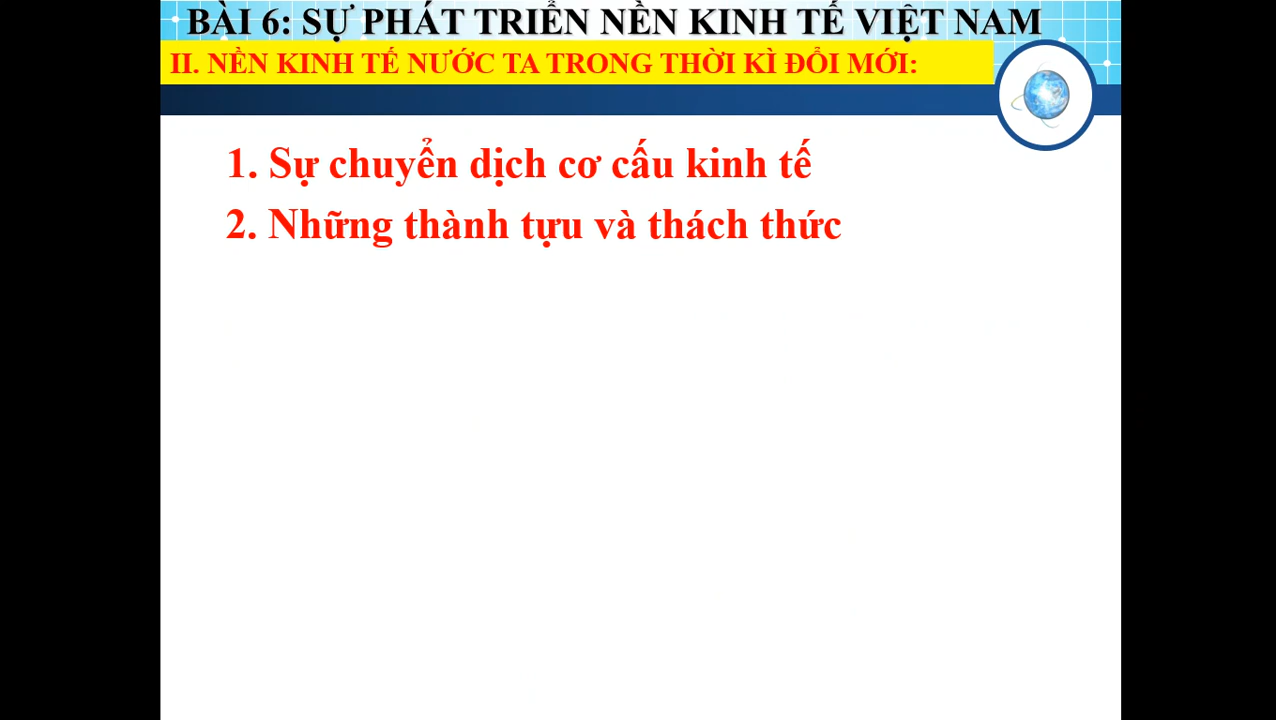 BÀI 6: SỰ PHÁT TRIỂN NỀN KINH TẾ VIỆT NAM
II. NỀN KINH TẾ NƯỚC TA TRONG THỜI KÌ ĐỔI MỚI:
1. Sự chuyển dịch cơ cấu kinh tế
2. Những thành tựu và thách thức